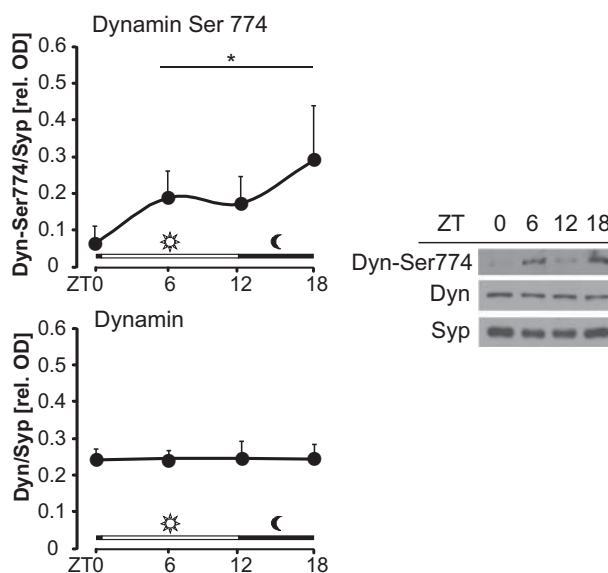 Dynamin Ser 774
Dyn-Ser774/Syp [rel. OD]
0.6
0.5
*
0.4
0.3
0.2
0.1
0
ZT0 6 12 18
Dynamin
Dyn/Syp [rel. OD]
0.6
0.5
0.4
0.3
0.2
0.1
0
ZT0 6 12 18
ZT 0 6 12 18
Dyn-Ser774
Dyn
Syp